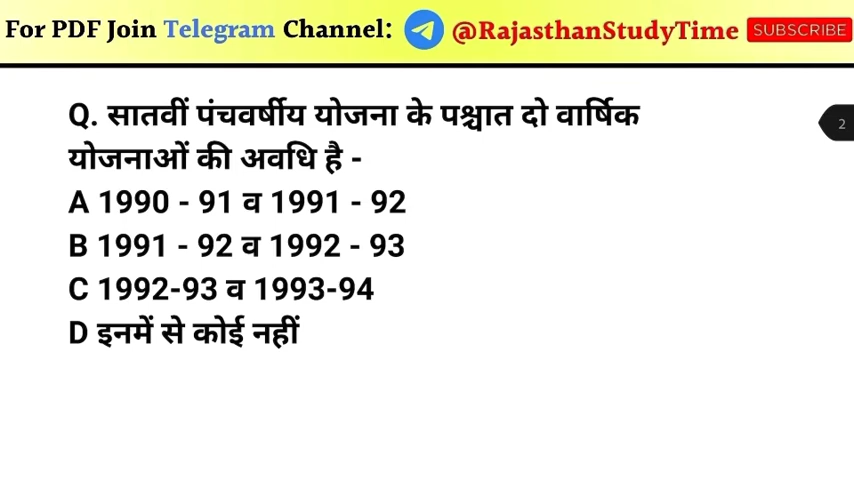 For PDF Join Telegram Channel: @RajasthanStudyTime SUBSCRIBE
Q. सातवीं पंचवर्षीय योजना के पश्चात दो वार्षिक
2
योजनाओं की अवधि है -
A 1990 - 91 व 1991 - 92
B 1991 - 92 व 1992 - 93
C 1992-93 व 1993-94
D इनमें से कोई नहीं